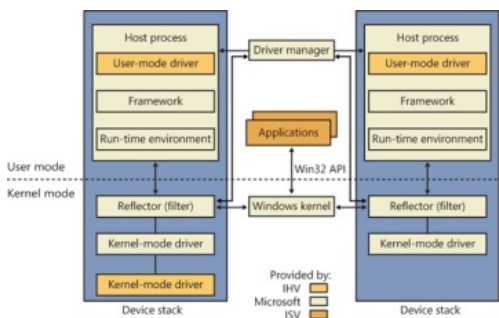 Host process
User-mode driver
Framework
Run-time environment
User mode
Kernel mode
Reflector (filter)
Kernel-mode driver
Kernel-mode driver
Device stack
Driver manager
Applications
Win32 API
Windows kernel
Provided by:
IHV
Microsoft
ISV
Host process
User-mode driver
Framework
Run-time environment
Reflector (filter)
Kernel-mode driver
Device stack